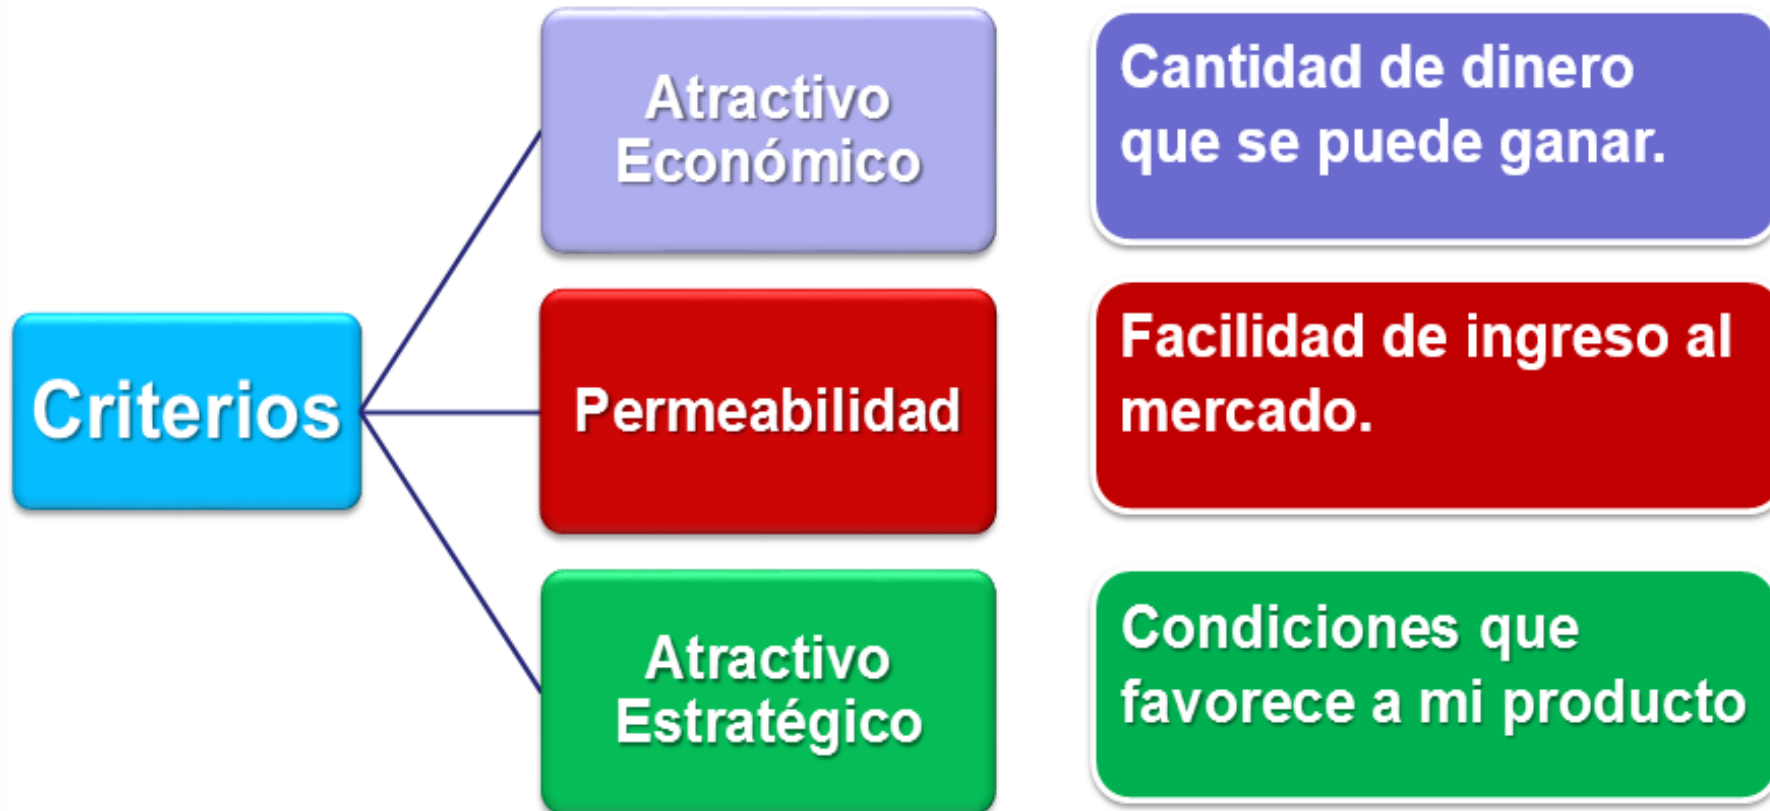 Criterios
Atractivo
Económico
Cantidad de dinero
que se puede ganar.
Permeabilidad
Facilidad de ingreso al
mercado.
Atractivo
Estratégico
Condiciones que
favorece a mi producto